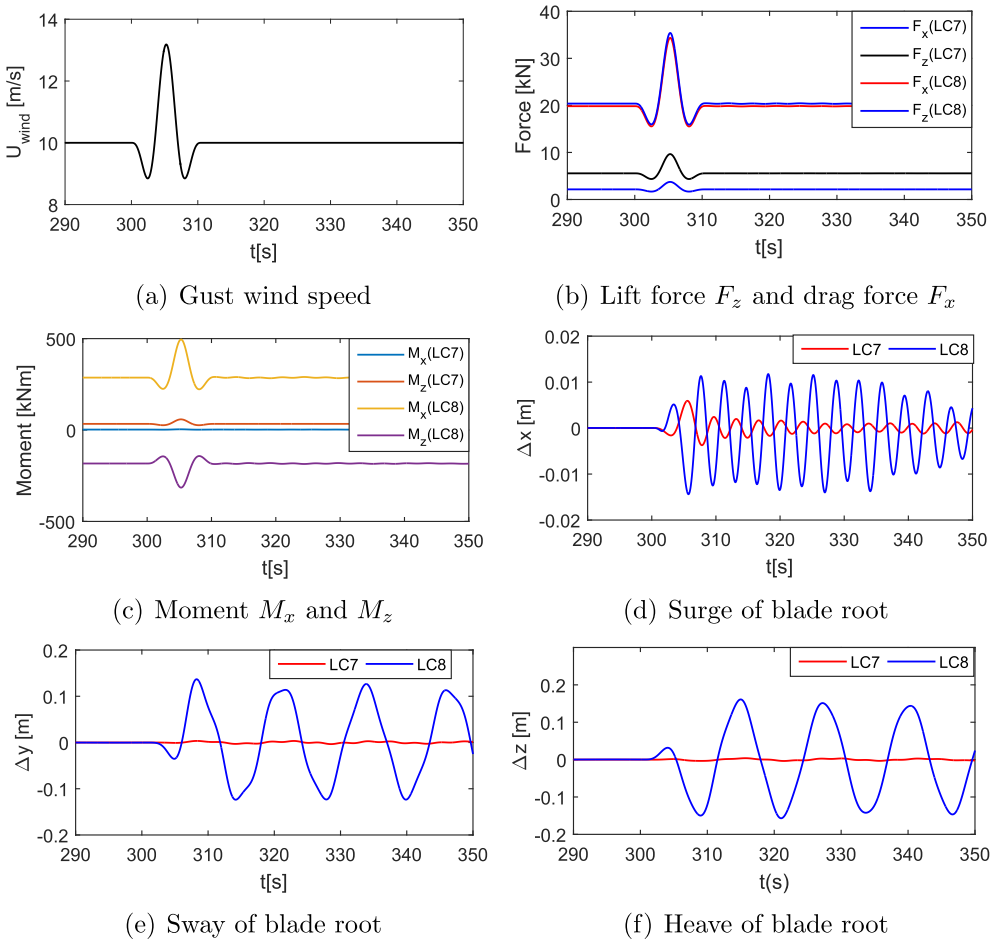 14
12
10
8
U_wind [m/s]
290 300 310 320 330 340 350
t[s]
(a) Gust wind speed
40
30
20
10
0
Force [kN]
F_x(LC7)
F_z(LC7)
F_x(LC8)
F_z(LC8)
290 300 310 320 330 340 350
t[s]
(b) Lift force F_z and drag force F_x
500
0
-500
Moment [kNm]
M_x(LC7)
M_z(LC7)
M_x(LC8)
M_z(LC8)
290 300 310 320 330 340 350
t[s]
(c) Moment M_x and M_z
0.02
0.01
0
-0.01
-0.02
Δx [m]
LC7 LC8
290 300 310 320 330 340 350
t[s]
(d) Surge of blade root
0.2
0.1
0
-0.1
-0.2
Δy [m]
LC7 LC8
290 300 310 320 330 340 350
t[s]
(e) Sway of blade root
0.2
0.1
0
-0.1
-0.2
Δz [m]
LC7 LC8
290 300 310 320 330 340 350
t(s)
(f) Heave of blade root